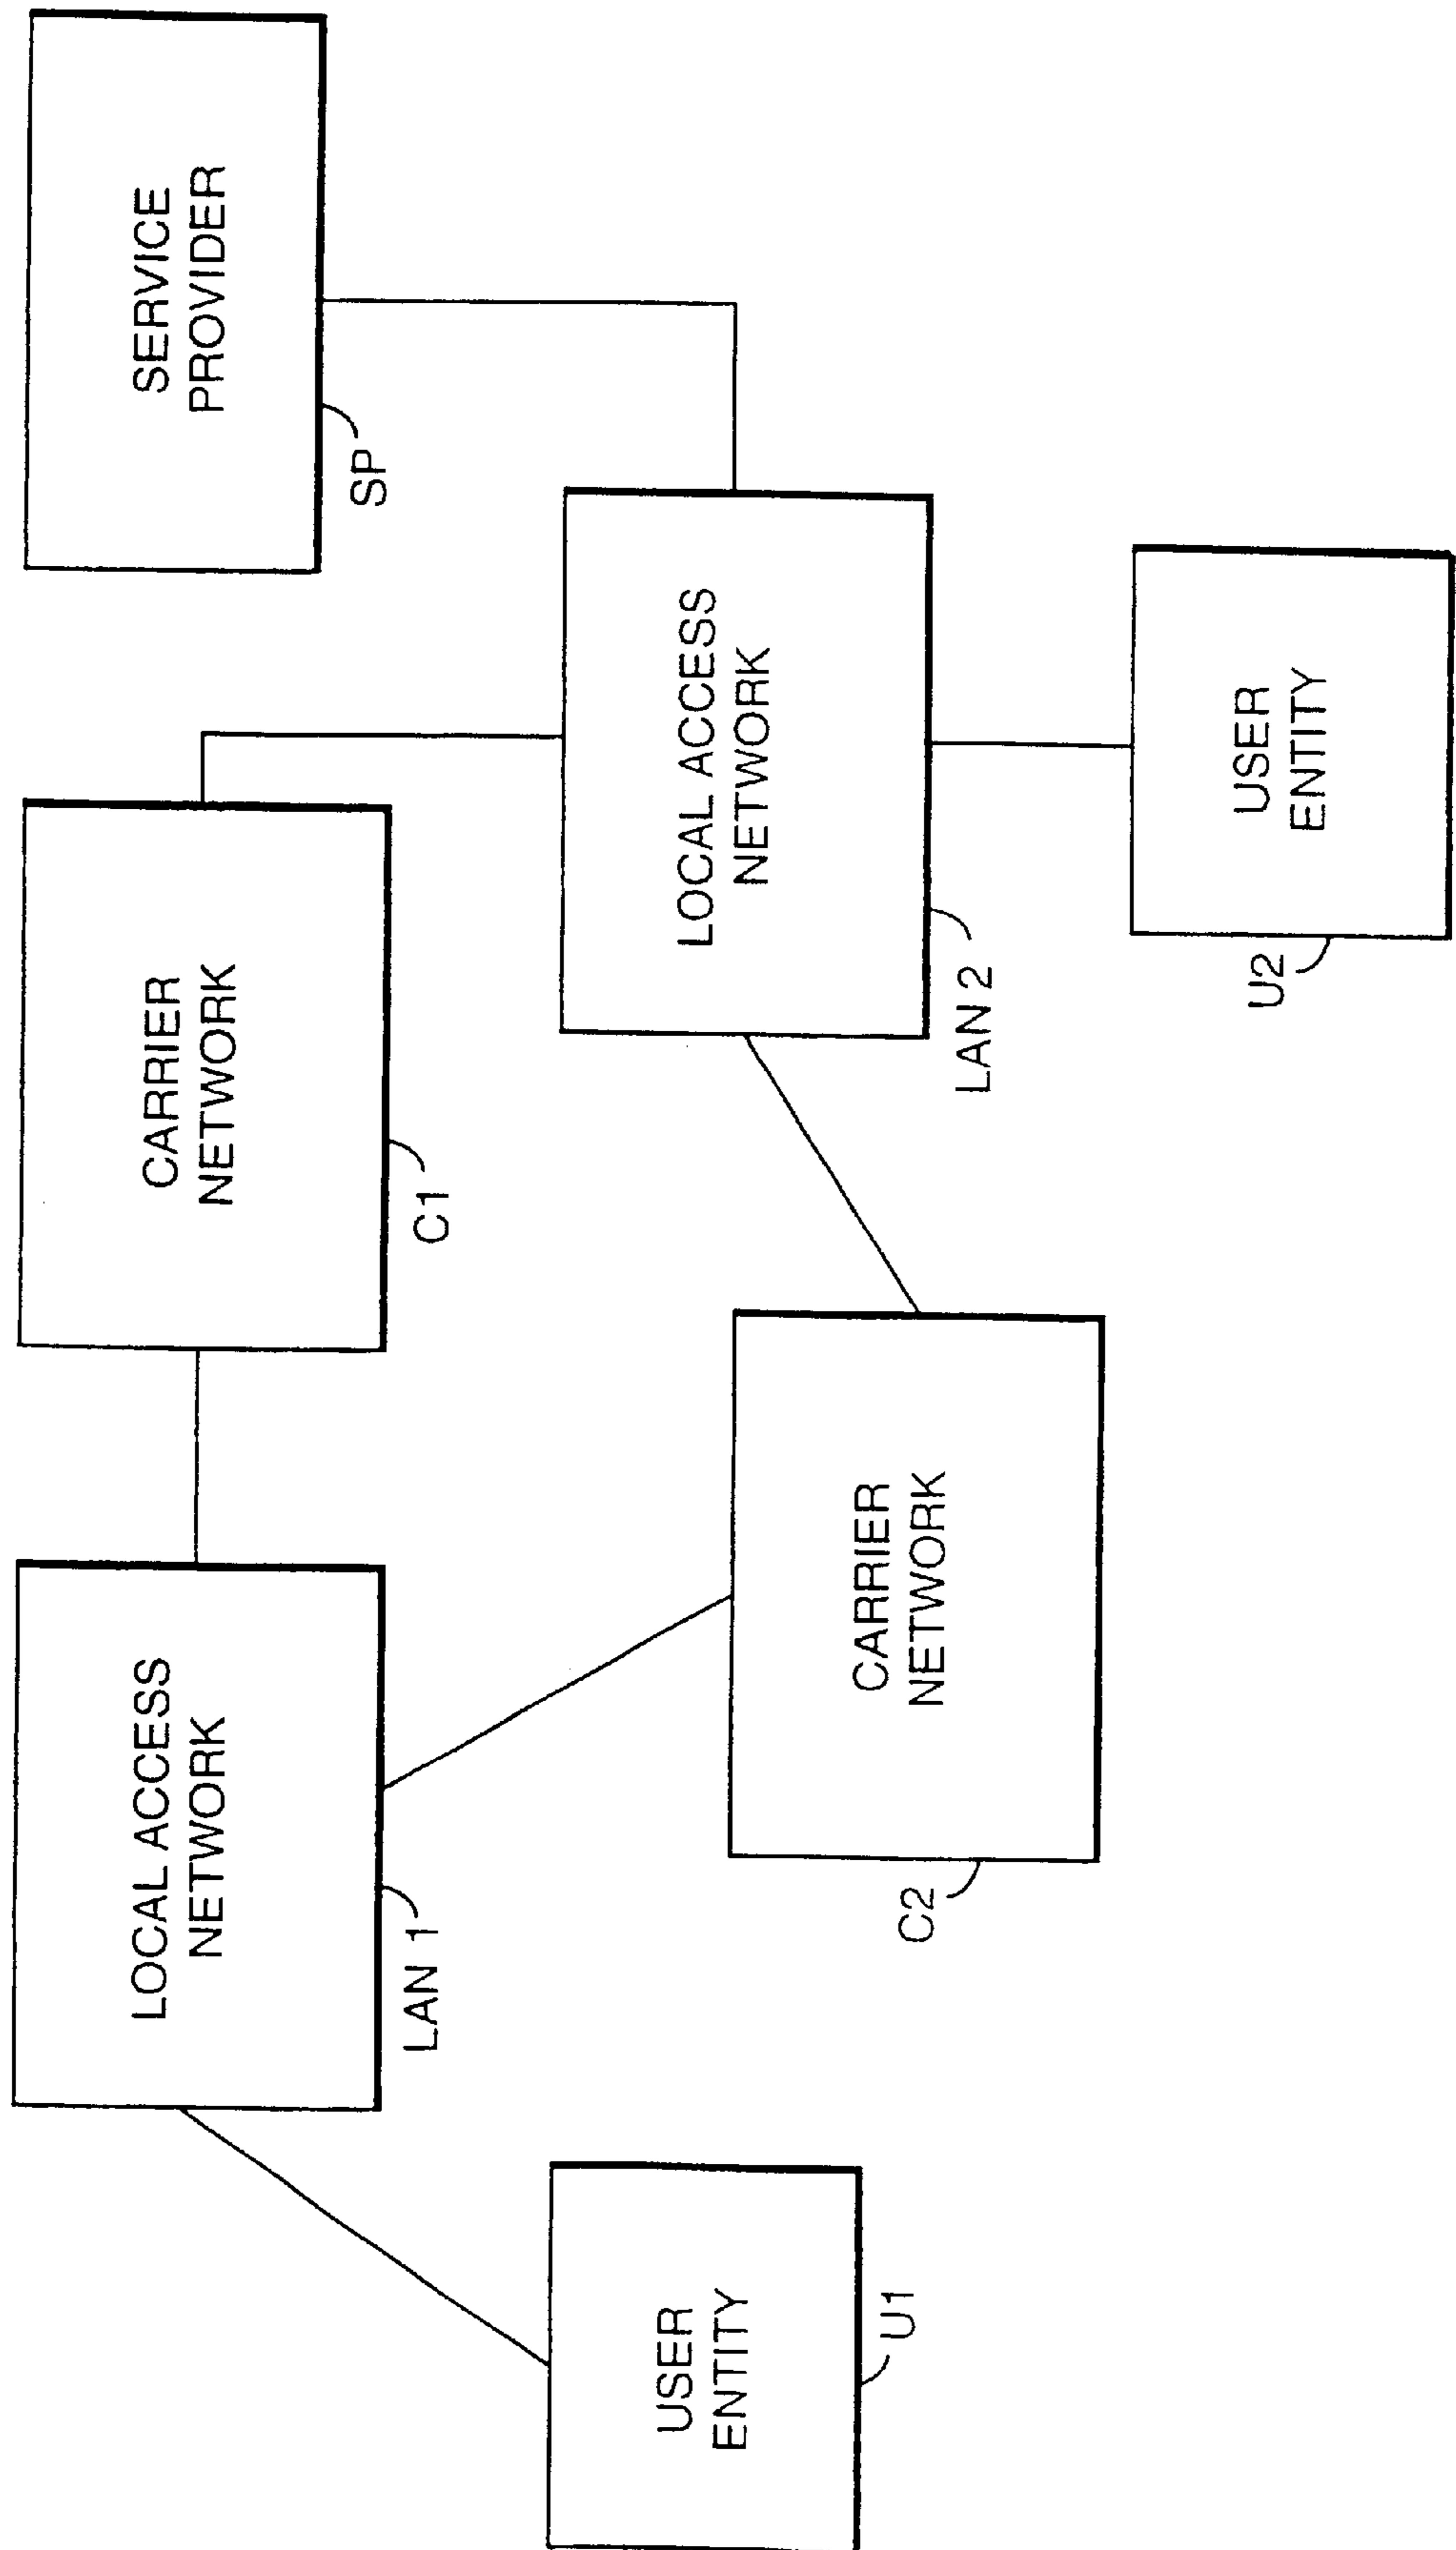 LOCAL ACCESS
NETWORK
LAN 1
CARRIER
NETWORK
C1
SERVICE
PROVIDER
SP
USER
ENTITY
U1
CARRIER
NETWORK
C2
LOCAL ACCESS
NETWORK
LAN 2
USER
ENTITY
U2